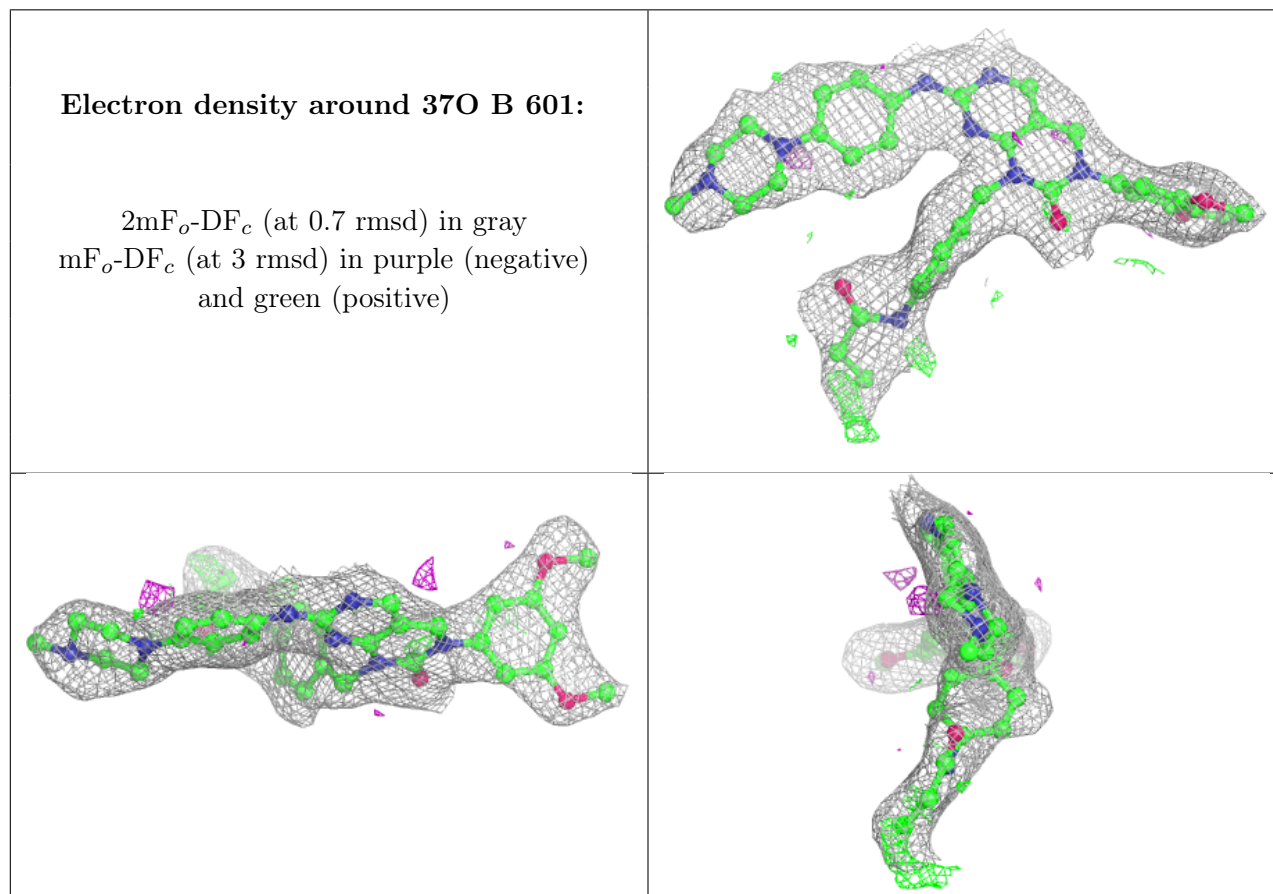 Electron density around 37O B 601:
2mFo-DFc (at 0.7 rmsd) in gray
mFo-DFc (at 3 rmsd) in purple (negative)
and green (positive)